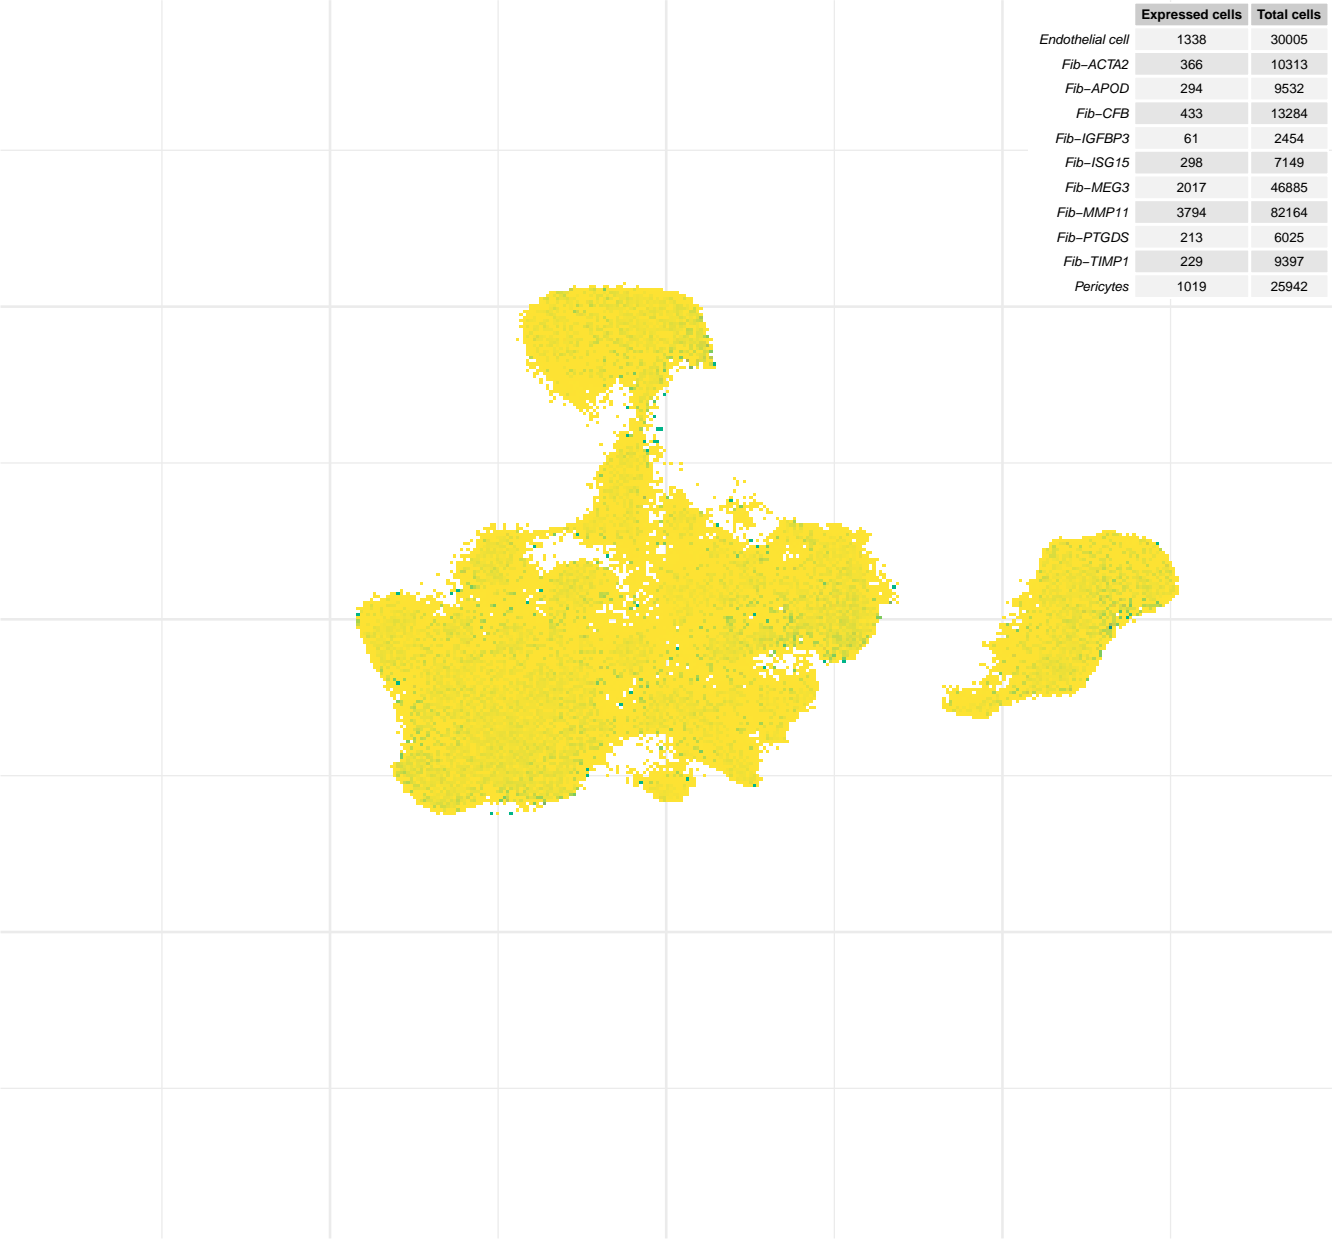 Expressed cells Total cells
Endothelial cell 1338 30005
Fib−ACTA2 366 10313
Fib−APOD 294 9532
Fib−CFB 433 13284
Fib−IGFBP3 61 2454
Fib−ISG15 298 7149
Fib−MEG3 2017 46885
Fib−MMP11 3794 82164
Fib−PTGDS 213 6025
Fib−TIMP1 229 9397
Pericytes 1019 25942